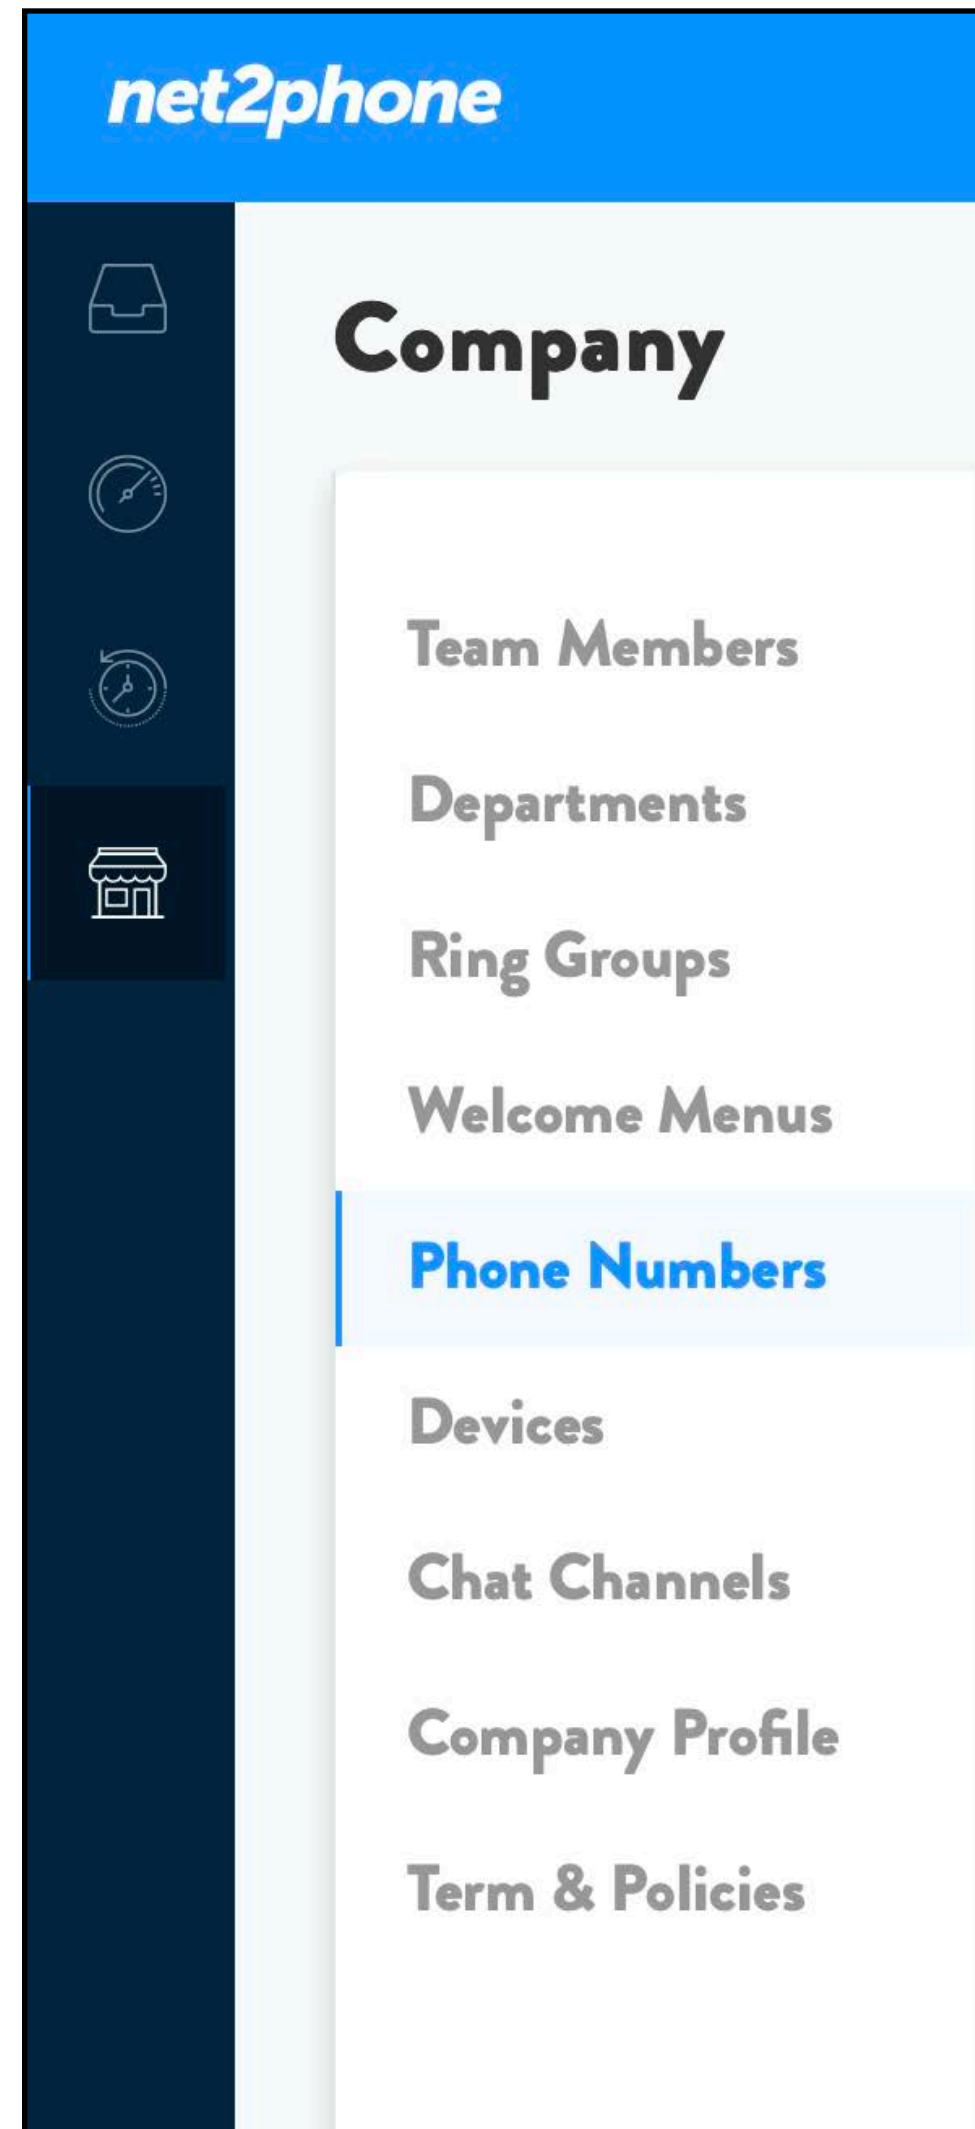 net2phone
Company
Team Members
Departments
Ring Groups
Welcome Menus
Phone Numbers
Devices
Chat Channels
Company Profile
Term & Policies